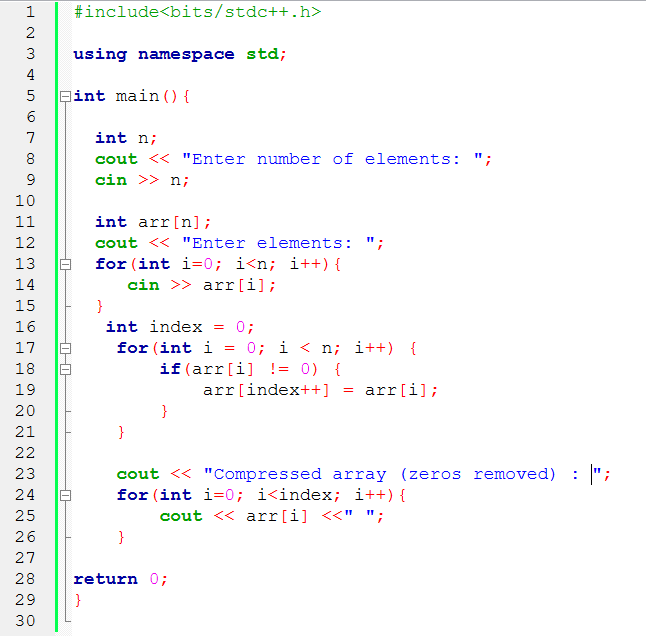 1 #include<bits/stdc++.h>
2
3 using namespace std;
4
5 int main(){
6
7 int n;
8 cout << "Enter number of elements: ";
9 cin >> n;
10
11 int arr[n];
12 cout << "Enter elements: ";
13 for(int i=0; i<n; i++){
14 cin >> arr[i];
15 }
16 int index = 0;
17 for(int i = 0; i < n; i++) {
18 if(arr[i] != 0) {
19 arr[index++] = arr[i];
20 }
21 }
22
23 cout << "Compressed array (zeros removed) : ";
24 for(int i=0; i<index; i++){
25 cout << arr[i] <<" ";
26 }
27
28 return 0;
29 }
30